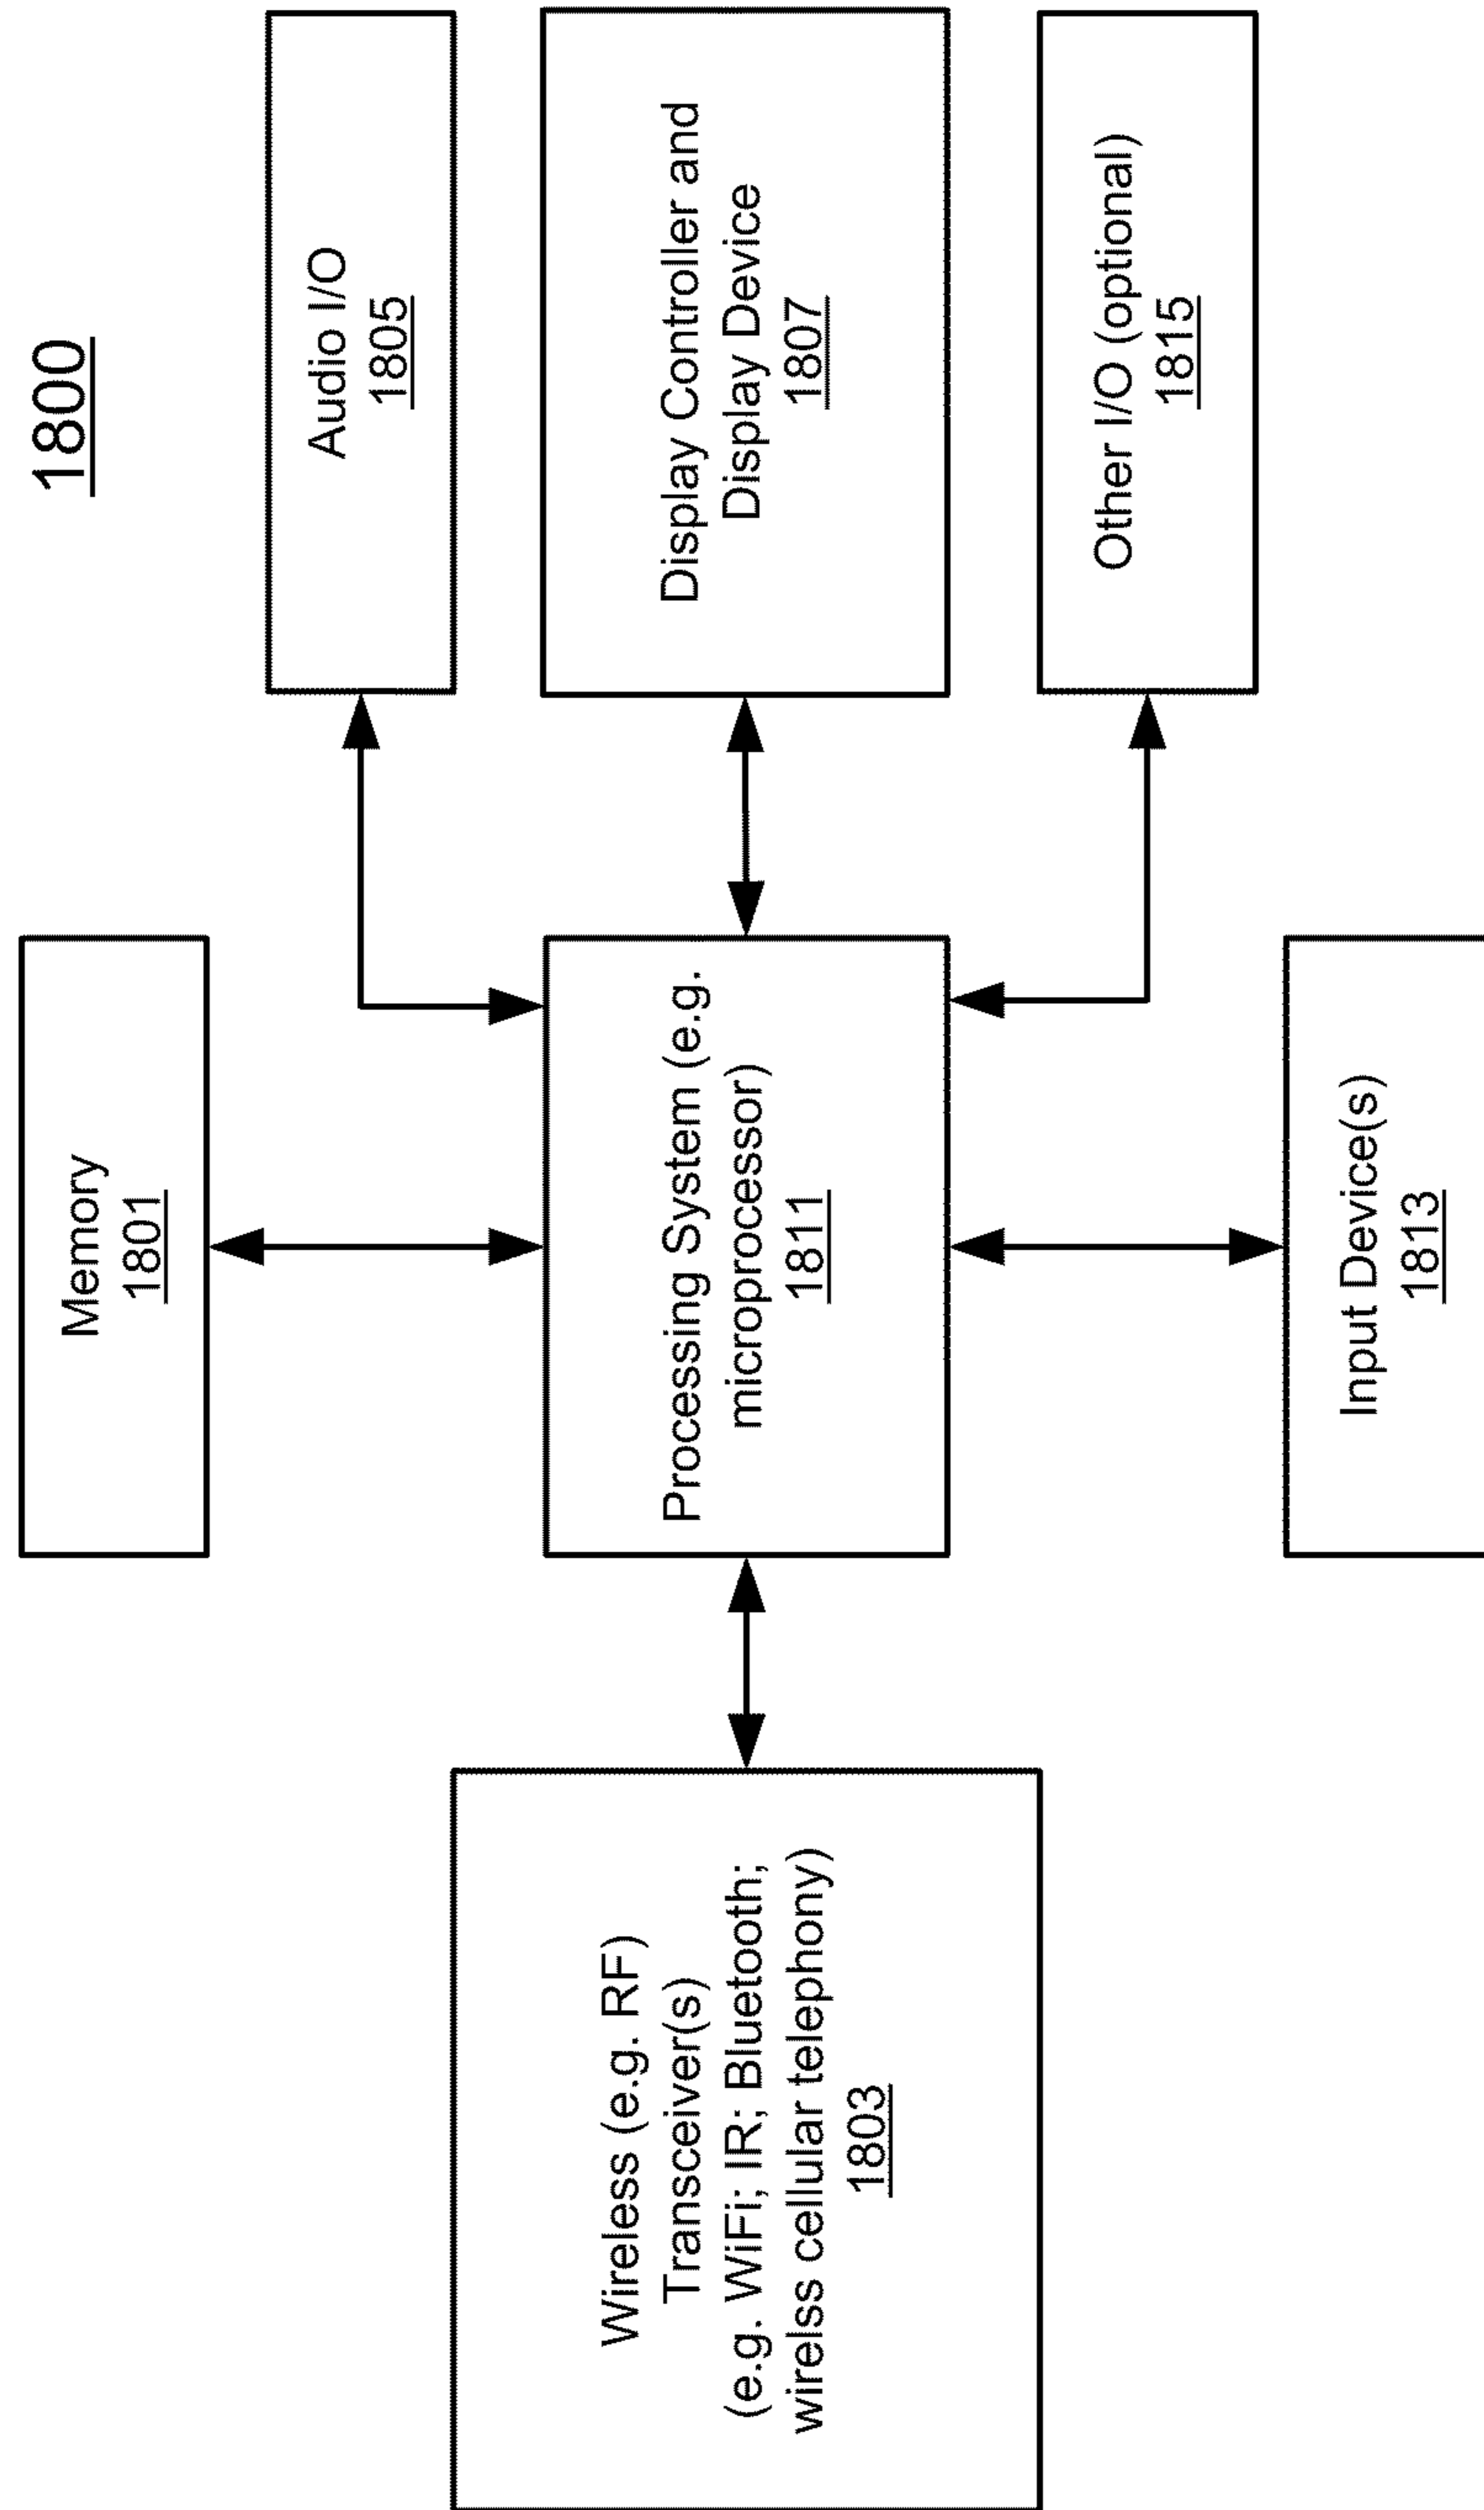 1800
Memory
1801
Audio I/O
1805
Wireless (e.g. RF)
Transceiver(s)
(e.g. WiFi; IR; Bluetooth;
wirelss cellular telephony)
1803
Processing System (e.g.
microprocessor)
1811
Display Controller and
Display Device
1807
Other I/O (optional)
1815
Input Device(s)
1813